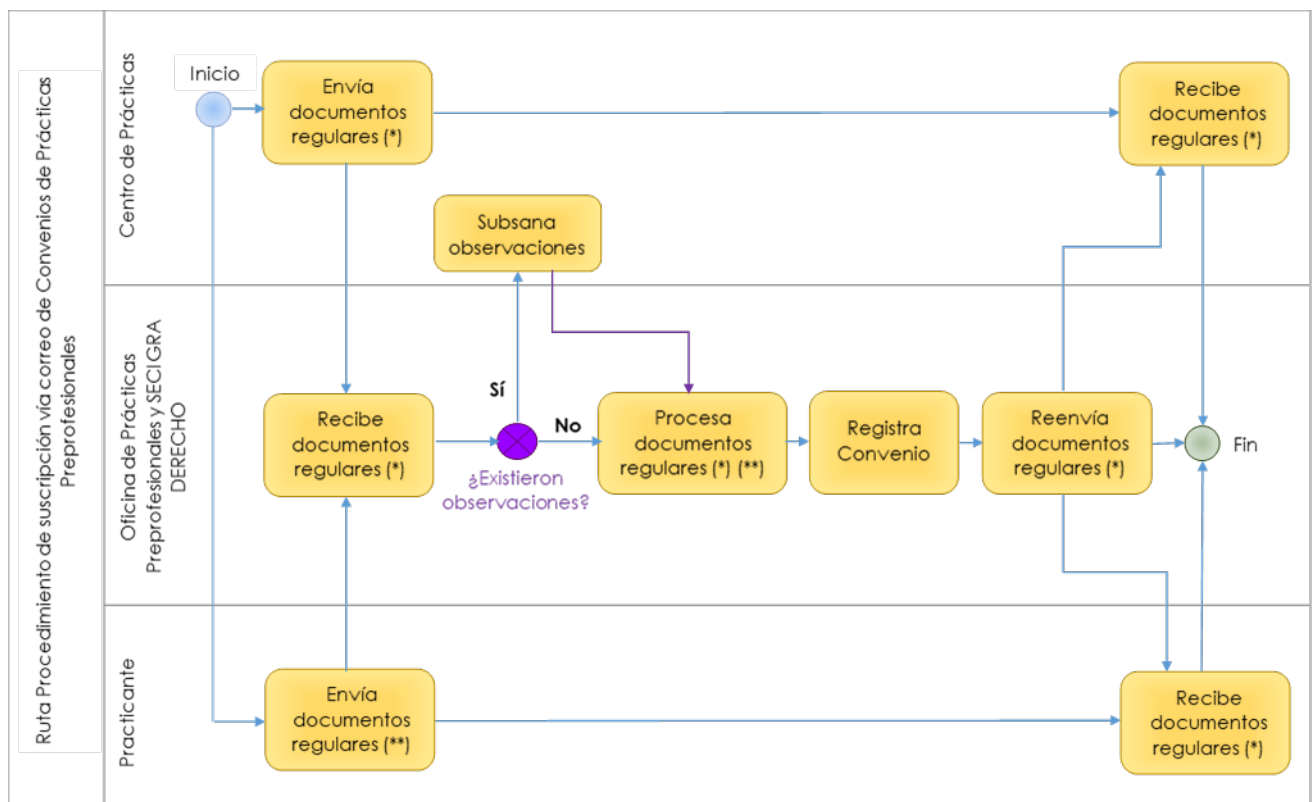 Ruta Procedimiento de suscripción vía correo de Convenios de Prácticas
Preprofesionales
Centro de Prácticas
Inicio
Envía
documentos
regulares (*)
Recibe
documentos
regulares (*)
Subsana
observaciones
Oficina de Prácticas
Preprofesionales y SECIGRA
DERECHO
Recibe
documentos
regulares (*)
Sí
No
¿Existieron
observaciones?
Procesa
documentos
regulares (*) (**)
Registra
Convenio
Reenvía
documentos
regulares (*)
Fin
Practicante
Envía
documentos
regulares (**)
Recibe
documentos
regulares (*)